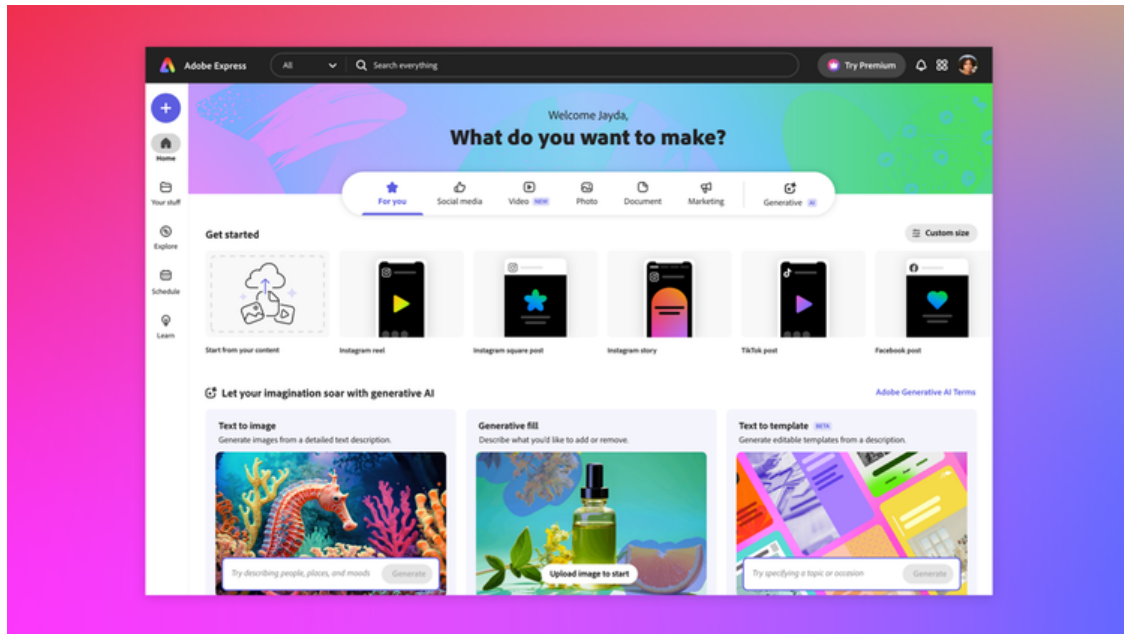 Adobe Express
All
Search everything
Try Premium
Welcome Jayda,
What do you want to make?
Home
Your stuff
Explore
Schedule
Learn
For you
Social media
Video NEW
Photo
Document
Marketing
Generative AI
Get started
Custom size
Start from your content
Instagram reel
Instagram square post
Instagram story
TikTok post
Facebook post
Let your imagination soar with generative AI
Adobe Generative AI Terms
Text to image
Generate images from a detailed text description.
Try describing people, places, and moods
Generate
Generative fill
Describe what you'd like to add or remove.
Upload image to start
Text to template BETA
Generate editable templates from a description.
Try specifying a topic or occasion
Generate